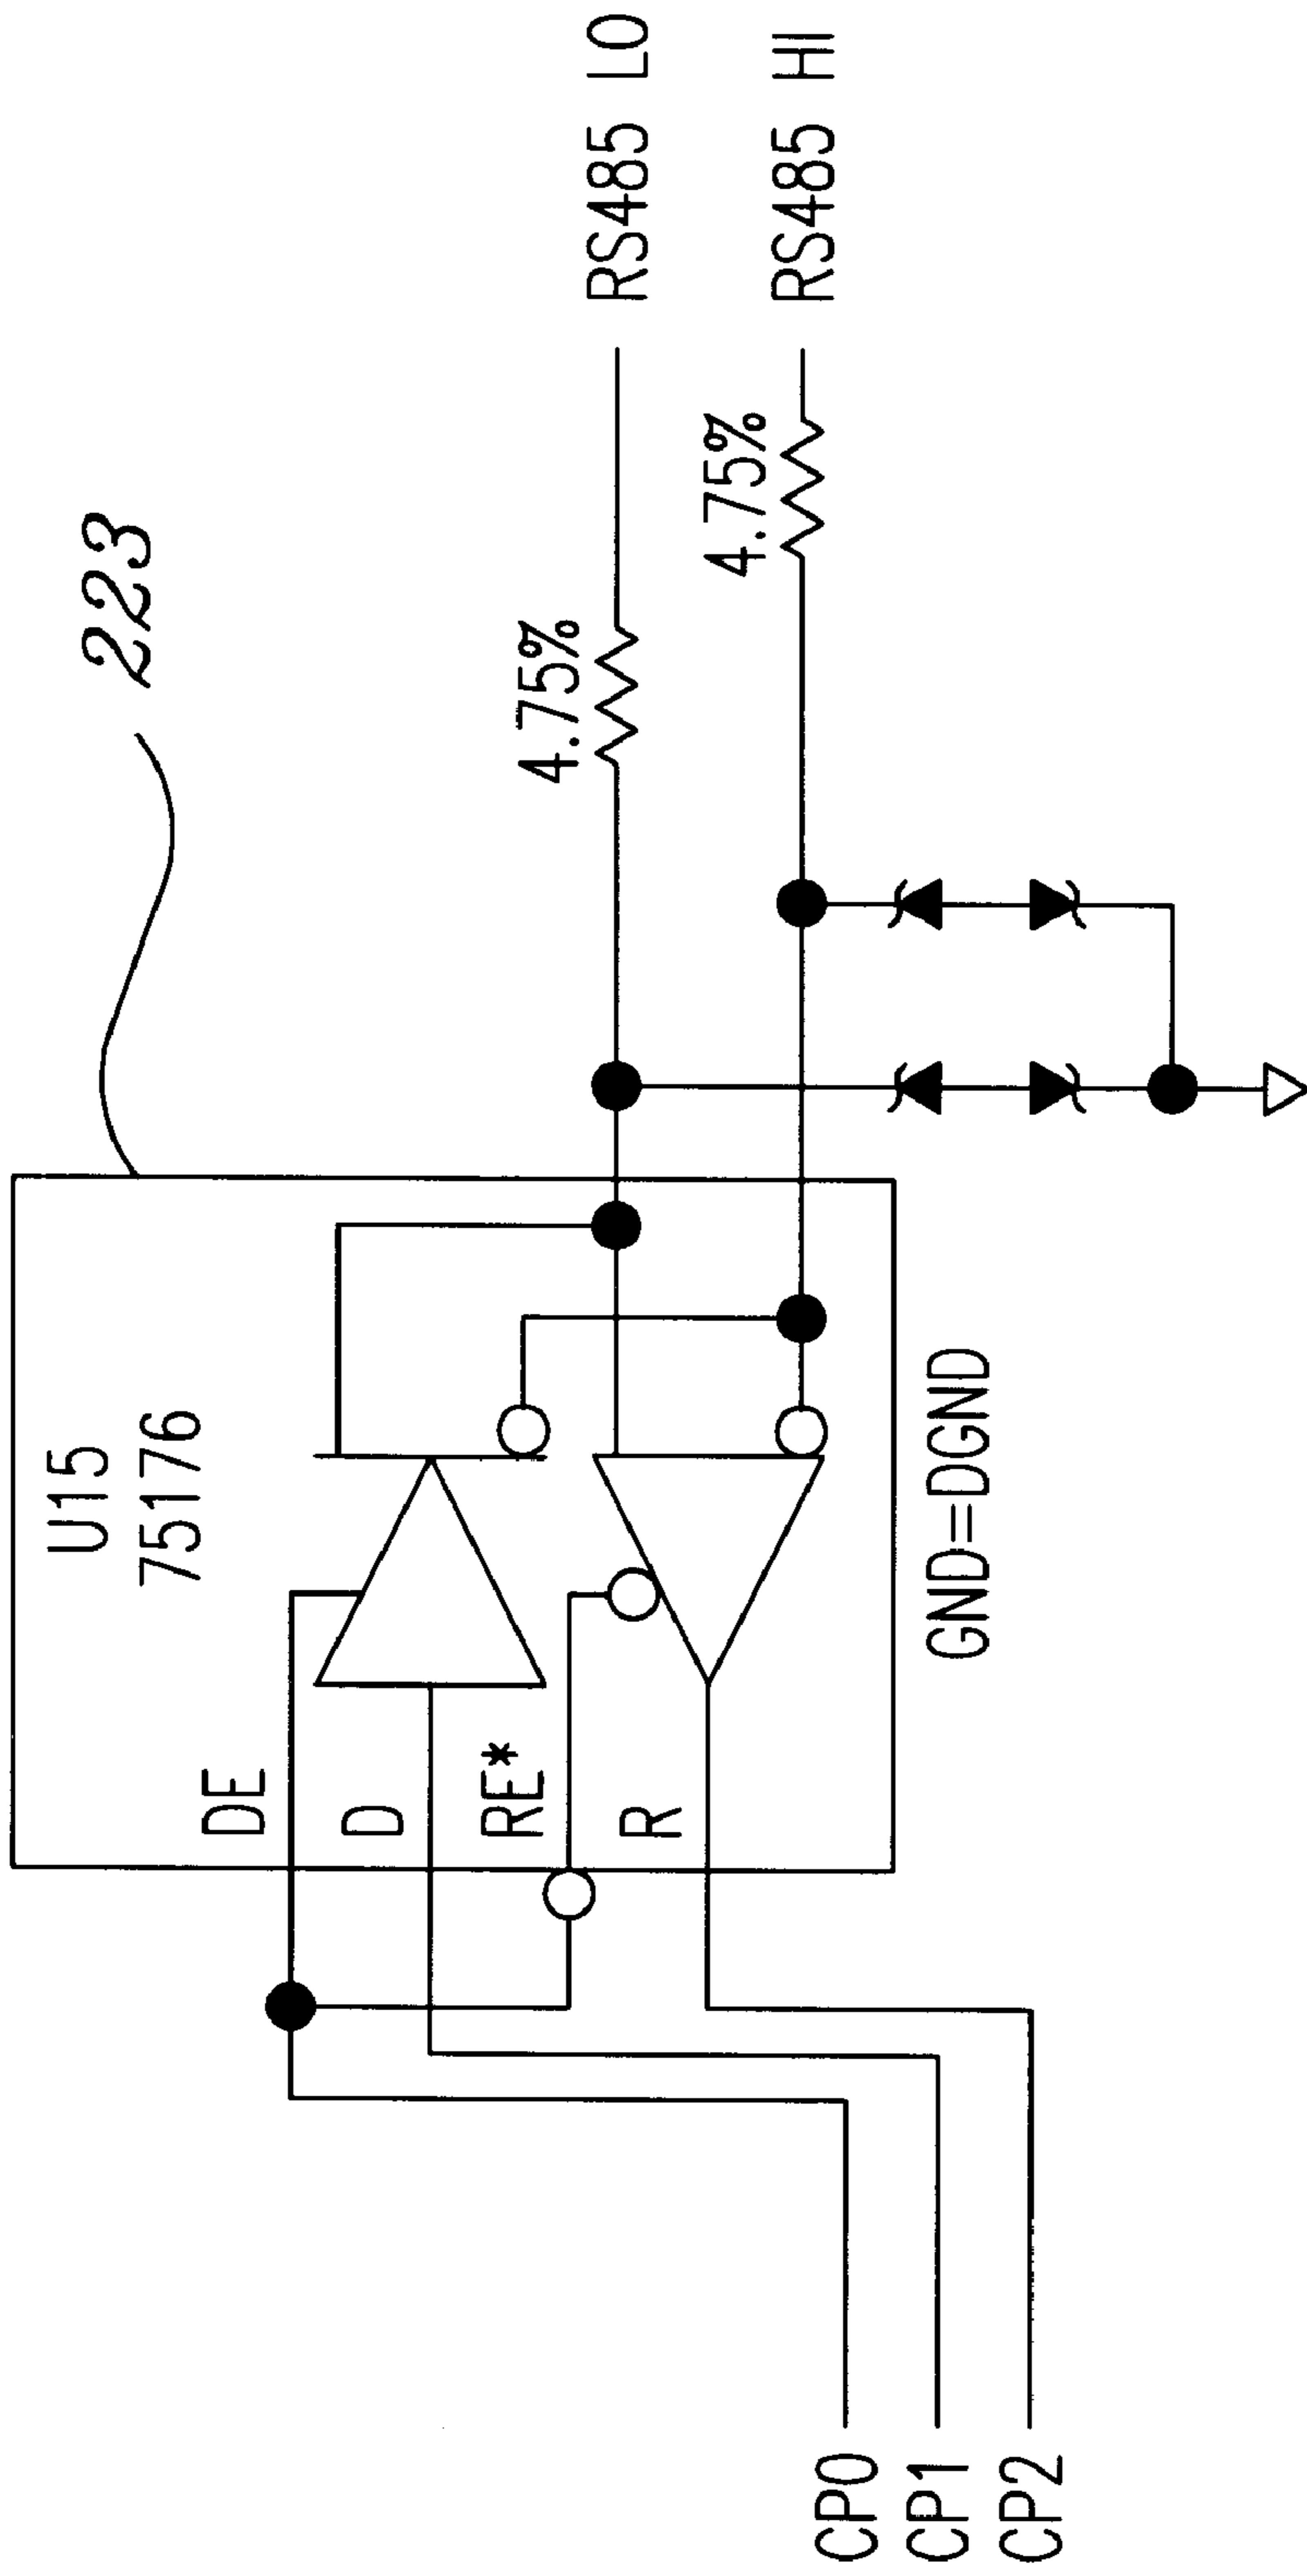 223
U15
75176
DE
D
RE*
R
GND=DGND
4.75%
4.75%
RS485 LO
RS485 HI
CP0
CP1
CP2